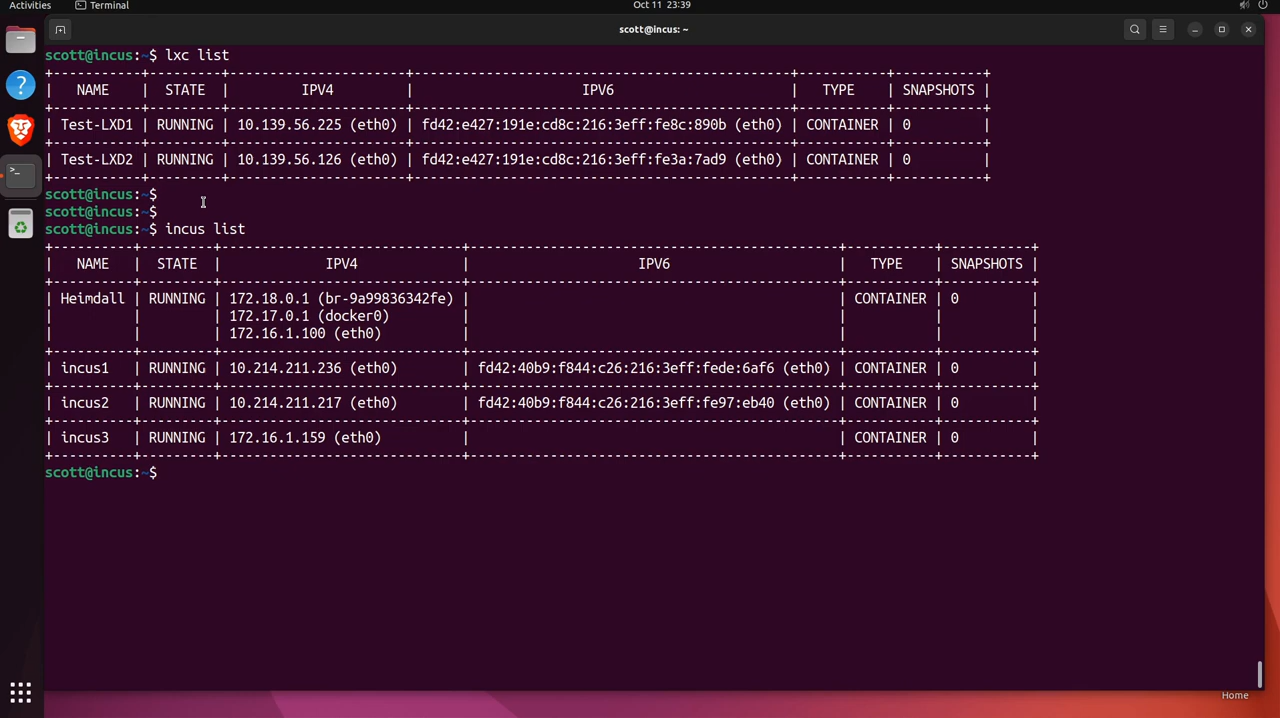 Activities Terminal Oct 11 23:39
scott@incus: ~
scott@incus:~$ lxc list
+-----------+---------+----------------------+-----------------------------------------------+-----------+-----------+
| NAME | STATE | IPV4 | IPV6 | TYPE | SNAPSHOTS |
+-----------+---------+----------------------+-----------------------------------------------+-----------+-----------+
| Test-LXD1 | RUNNING | 10.139.56.225 (eth0) | fd42:e427:191e:cd8c:216:3eff:fe8c:890b (eth0) | CONTAINER | 0 |
+-----------+---------+----------------------+-----------------------------------------------+-----------+-----------+
| Test-LXD2 | RUNNING | 10.139.56.126 (eth0) | fd42:e427:191e:cd8c:216:3eff:fe3a:7ad9 (eth0) | CONTAINER | 0 |
+-----------+---------+----------------------+-----------------------------------------------+-----------+-----------+
scott@incus:~$
scott@incus:~$
scott@incus:~$ incus list
+----------+---------+------------------------------+----------------------------------------------+-----------+-----------+
| NAME | STATE | IPV4 | IPV6 | TYPE | SNAPSHOTS |
+----------+---------+------------------------------+----------------------------------------------+-----------+-----------+
| Heimdall | RUNNING | 172.18.0.1 (br-9a99836342fe) | | CONTAINER | 0 |
| | | 172.17.0.1 (docker0) | | | |
| | | 172.16.1.100 (eth0) | | | |
+----------+---------+------------------------------+----------------------------------------------+-----------+-----------+
| incus1 | RUNNING | 10.214.211.236 (eth0) | fd42:40b9:f844:c26:216:3eff:fede:6af6 (eth0) | CONTAINER | 0 |
+----------+---------+------------------------------+----------------------------------------------+-----------+-----------+
| incus2 | RUNNING | 10.214.211.217 (eth0) | fd42:40b9:f844:c26:216:3eff:fe97:eb40 (eth0) | CONTAINER | 0 |
+----------+---------+------------------------------+----------------------------------------------+-----------+-----------+
| incus3 | RUNNING | 172.16.1.159 (eth0) | | CONTAINER | 0 |
+----------+---------+------------------------------+----------------------------------------------+-----------+-----------+
scott@incus:~$
Home